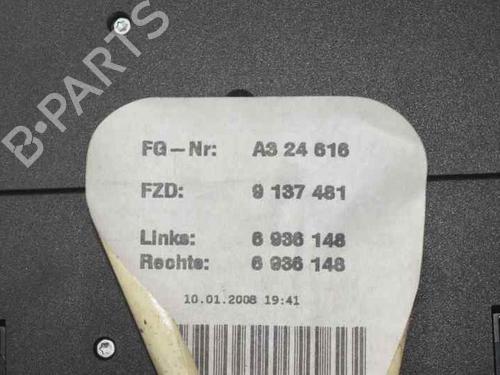 B-PARTS
FG-Nr: A3 24 616
FZD: 9 137 481
Links: 6 936 148
Rechts: 6 936 148
10.01.2008 19:41